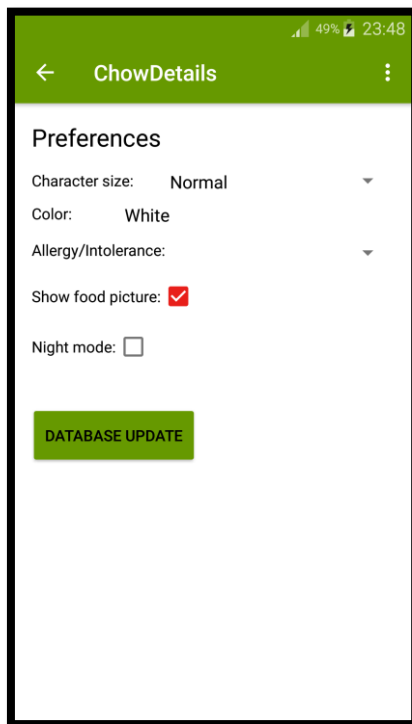 49% 23:48
ChowDetails
Preferences
Character size: Normal
Color: White
Allergy/Intolerance:
Show food picture:
Night mode:
DATABASE UPDATE